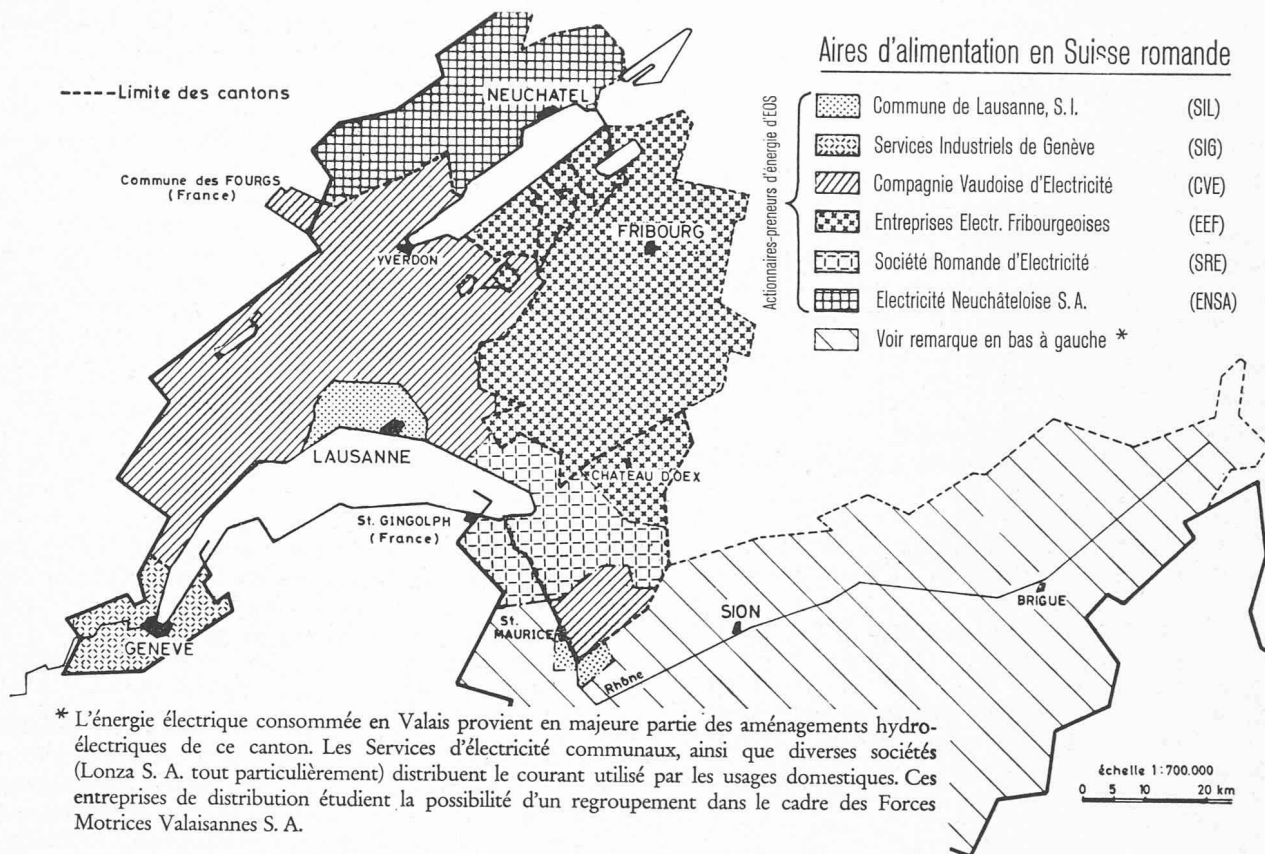 Aires d'alimentation en Suisse romande
Actionnaires-preneurs d'énergie d'EOS
Commune de Lausanne, S.I. (SIL)
Services Industriels de Genève (SIG)
Compagnie Vaudoise d'Electricité (CVE)
Entreprises Electr. Fribourgeoises (EEF)
Société Romande d'Electricité (SRE)
Electricité Neuchâteloise S.A. (ENSA)
Voir remarque en bas à gauche *
Limite des cantons
NEUCHATEL
Commune des FOURGS
(France)
FRIBOURG
YVERDON
LAUSANNE
CHATEAU D'OEX
St. GINGOLPH
(France)
GENEVE
St.
MAURICE
SION
BRIGUE
Rhône
* L'énergie électrique consommée en Valais provient en majeure partie des aménagements hydro-
électriques de ce canton. Les Services d'électricité communaux, ainsi que diverses sociétés
(Lonza S. A. tout particulièrement) distribuent le courant utilisé par les usages domestiques. Ces
entreprises de distribution étudient la possibilité d'un regroupement dans le cadre des Forces
Motrices Valaisannes S. A.
échelle 1:700.000
0 5 10 20 km